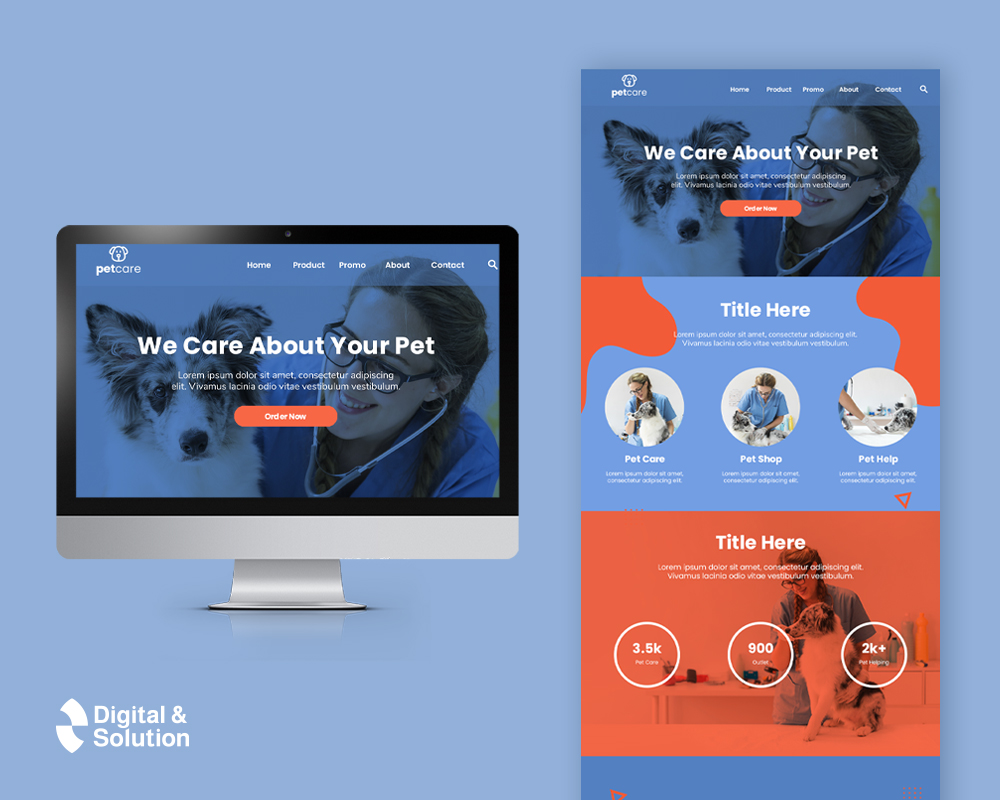 petcare
Home Product Promo About Contact
We Care About Your Pet
Lorem ipsum dolor sit amet, consectetur adipiscing
elit. Vivamus lacinia odio vitae vestibulum vestibulum.
Order Now
Digital &
Solution
petcare
Home Product Promo About Contact
We Care About Your Pet
Lorem ipsum dolor sit amet, consectetur adipiscing
elit. Vivamus lacinia odio vitae vestibulum vestibulum.
Order Now
Title Here
Lorem ipsum dolor sit amet, consectetur adipiscing elit.
Vivamus lacinia odio vitae vestibulum vestibulum.
Pet Care
Lorem ipsum dolor sit amet,
consectetur adipiscing elit.
Pet Shop
Lorem ipsum dolor sit amet,
consectetur adipiscing elit.
Pet Help
Lorem ipsum dolor sit amet,
consectetur adipiscing elit.
Title Here
Lorem ipsum dolor sit amet, consectetur adipiscing elit.
Vivamus lacinia odio vitae vestibulum vestibulum.
3.5k
Pet Care
900
Outlet
2k+
Pet Helping